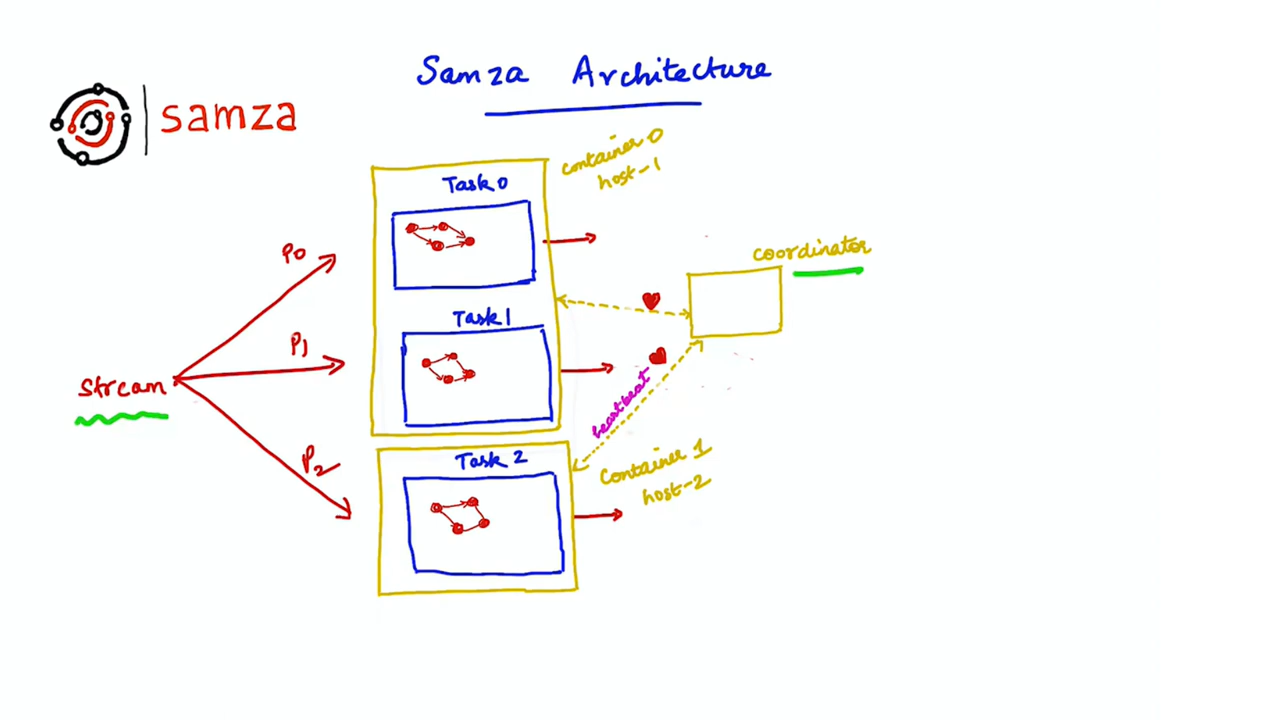 Samza Architecture
samza
container 0
host-1
Task 0
P0
coordinator
Task 1
P1
Stream
heartbeat
P2
Task 2
Container 1
host-2